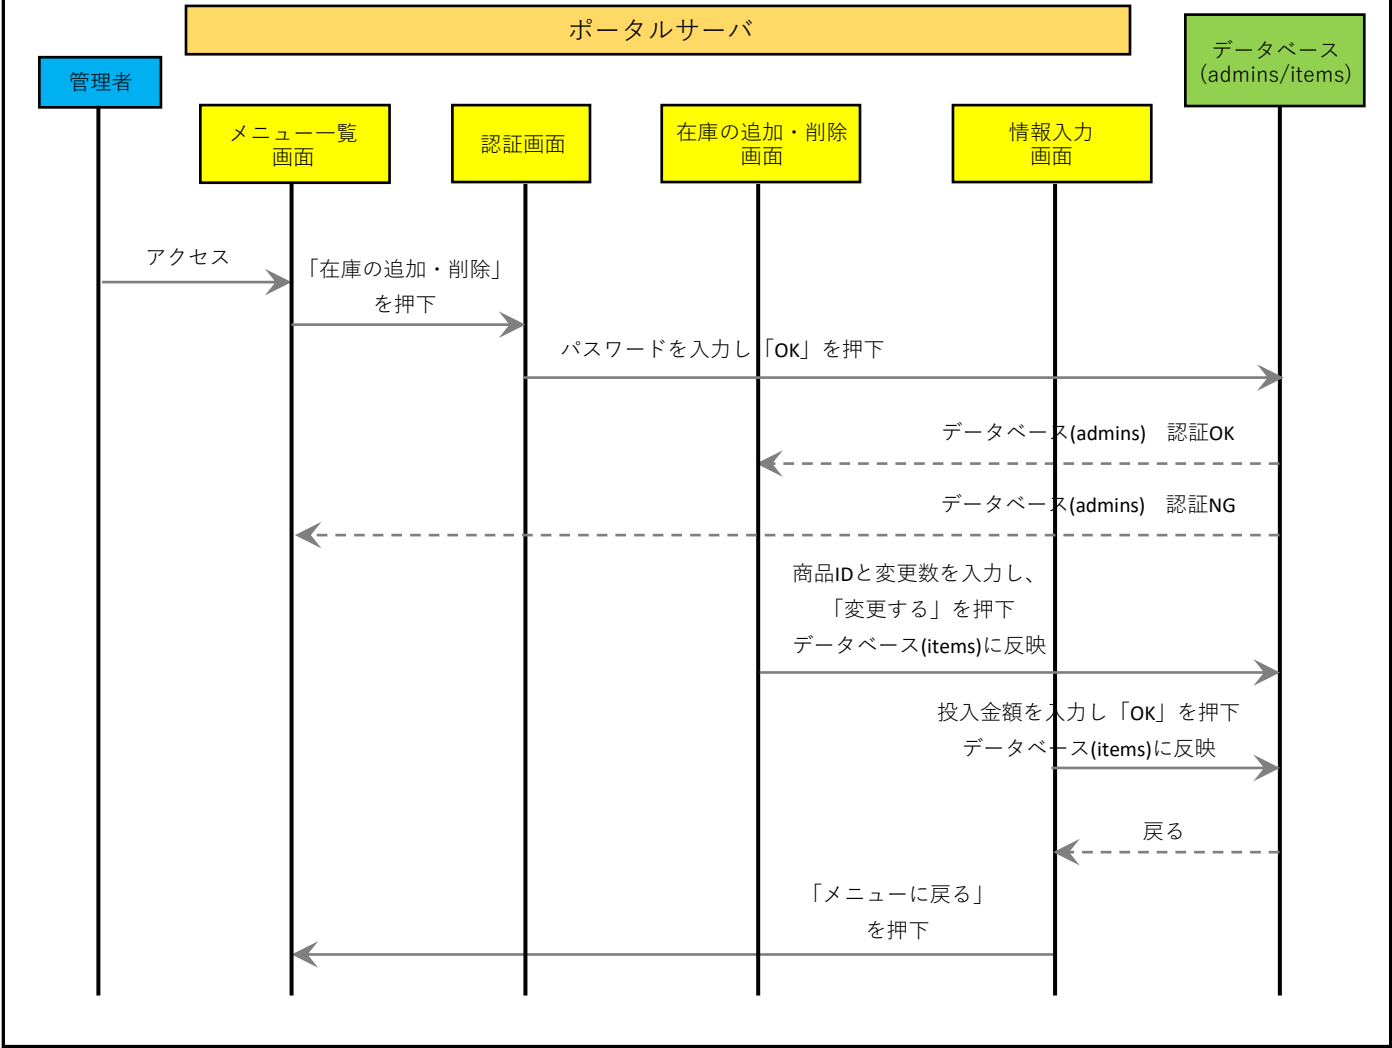 ポータルサーバ
データベース
(admins/items)
管理者
メニュー一覧
画面
認証画面
在庫の追加・削除
画面
情報入力
画面
アクセス
「在庫の追加・削除」
を押下
パスワードを入力し「OK」を押下
データベース(admins)　認証OK
データベース(admins)　認証NG
商品IDと変更数を入力し、
「変更する」を押下
データベース(items)に反映
投入金額を入力し「OK」を押下
データベース(items)に反映
戻る
「メニューに戻る」
を押下